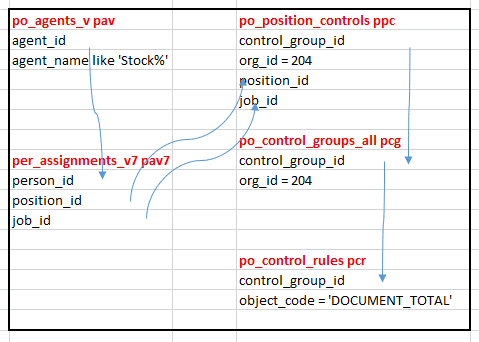 po_agents_v pav
agent_id
agent_name like 'Stock%'
per_assignments_v7 pav7
person_id
position_id
job_id
po_position_controls ppc
control_group_id
org_id = 204
position_id
job_id
po_control_groups_all pcg
control_group_id
org_id = 204
po_control_rules pcr
control_group_id
object_code = 'DOCUMENT_TOTAL'